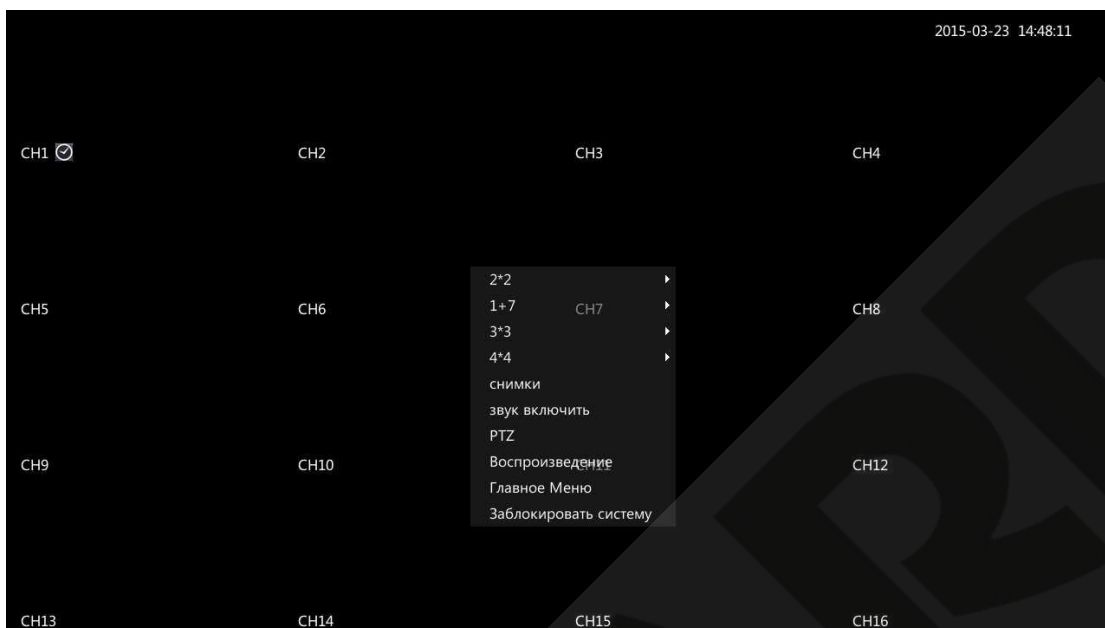 2015-03-23 14:48:11
CH1 CH2 CH3 CH4
2*2
CH5 CH6 1+7 CH7 CH8
3*3
4*4
снимки
звук включить
PTZ
CH9 CH10 Воспроизведение CH11 CH12
Главное Меню
Заблокировать систему
CH13 CH14 CH15 CH16